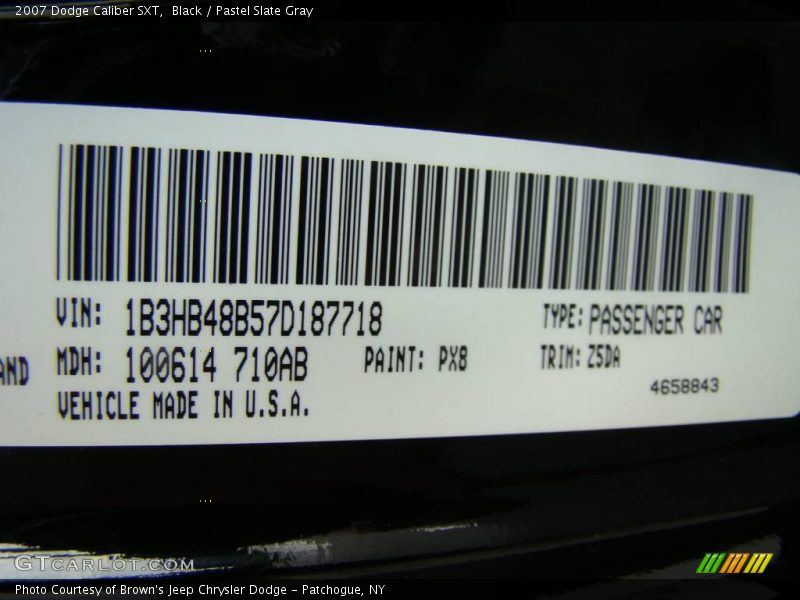 2007 Dodge Caliber SXT,  Black / Pastel Slate Gray
VIN: 1B3HB48B57D187718 TYPE: PASSENGER CAR
AND MDH: 100614 710AB PAINT: PX8 TRIM: Z5DA
VEHICLE MADE IN U.S.A. 4658843
GTCARLOT.COM
Photo Courtesy of Brown's Jeep Chrysler Dodge - Patchogue, NY